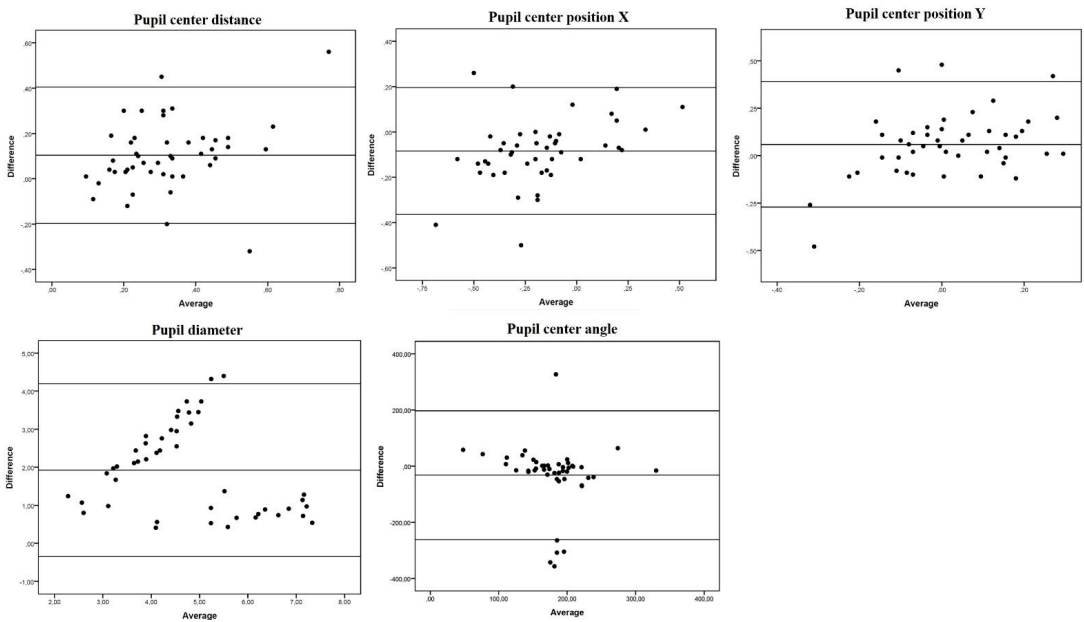 Pupil center distance
,60
,40
,20
,00
-,20
-,40
Difference
,00 ,20 ,40 ,60 ,80
Average
Pupil center position X
,40
,20
,00
-,20
-,40
-,60
Difference
-,75 -,50 -,25 ,00 ,25 ,50
Average
Pupil center position Y
,50
,25
,00
-,25
-,50
Difference
-,40 -,20 ,00 ,20
Average
Pupil diameter
5,00
4,00
3,00
2,00
1,00
,00
-1,00
Difference
2,00 3,00 4,00 5,00 6,00 7,00 8,00
Average
Pupil center angle
400,00
200,00
,00
-200,00
-400,00
Difference
,00 100,00 200,00 300,00 400,00
Average